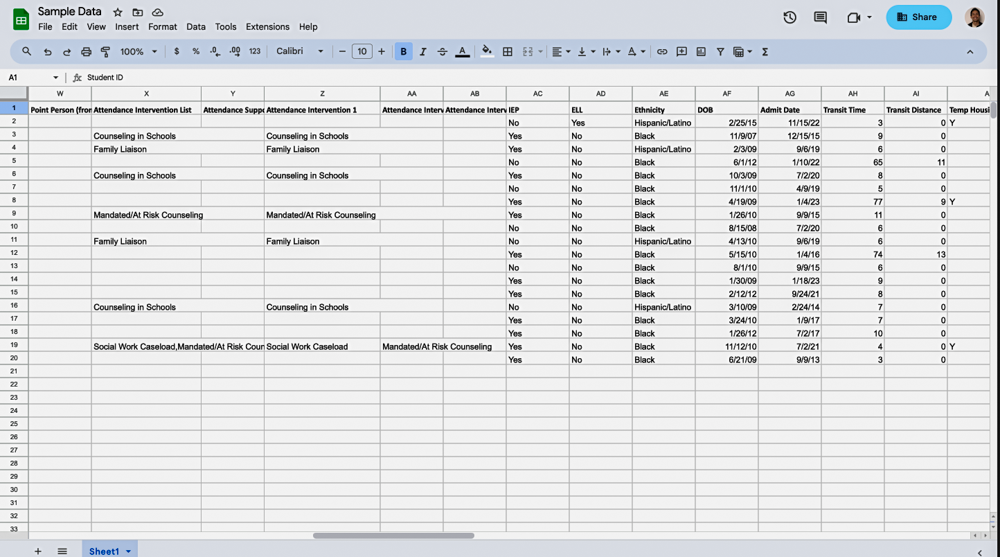 Sample Data
File Edit View Insert Format Data Tools Extensions Help
Share
100% $ % .0 .00 123 Calibri 10 B I A
A1 fx Student ID
W X Y Z AA AB AC AD AE AF AG AH AI A
1 Point Person (fron Attendance Intervention List Attendance Suppo Attendance Intervention 1 Attendance Interv Attendance Interv IEP ELL Ethnicity DOB Admit Date Transit Time Transit Distance Temp Housi
2 No Yes Hispanic/Latino 2/25/15 11/15/22 3 0 Y
3 Counseling in Schools Counseling in Schools Yes No Black 11/9/07 12/15/15 9 0
4 Family Liaison Family Liaison Yes No Hispanic/Latino 2/3/09 9/6/19 6 0
5 No No Black 6/1/12 1/10/22 65 11
6 Counseling in Schools Counseling in Schools Yes No Black 10/3/09 7/2/20 8 0
7 No No Black 11/1/10 4/9/19 5 0
8 Yes No Black 4/19/09 1/4/23 77 9 Y
9 Mandated/At Risk Counseling Mandated/At Risk Counseling Yes No Black 1/26/10 9/9/15 11 0
10 No No Black 8/15/08 7/2/20 6 0
11 Family Liaison Family Liaison No No Hispanic/Latino 4/13/10 9/6/19 6 0
12 Yes No Black 5/15/10 1/4/16 74 13
13 No No Black 8/1/10 9/9/15 6 0
14 Yes No Black 1/30/09 1/18/23 9 0
15 Yes No Black 2/12/12 9/24/21 8 0
16 Counseling in Schools Counseling in Schools No No Hispanic/Latino 3/10/09 2/24/14 7 0
17 Yes No Black 3/24/10 1/9/17 7 0
18 Yes No Black 1/26/12 7/2/17 10 0
19 Social Work Caseload,Mandated/At Risk Coun Social Work Caseload Mandated/At Risk Counseling Yes No Black 11/12/10 7/2/21 4 0 Y
20 Yes No Black 6/21/09 9/9/13 3 0
21
22
23
24
25
26
27
28
29
30
31
32
33
Sheet1